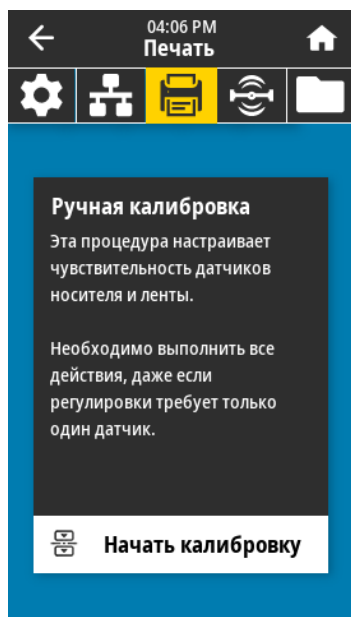 04:06 PM
Печать
Ручная калибровка
Эта процедура настраивает
чувствительность датчиков
носителя и ленты.
Необходимо выполнить все
действия, даже если
регулировки требует только
один датчик.
Начать калибровку